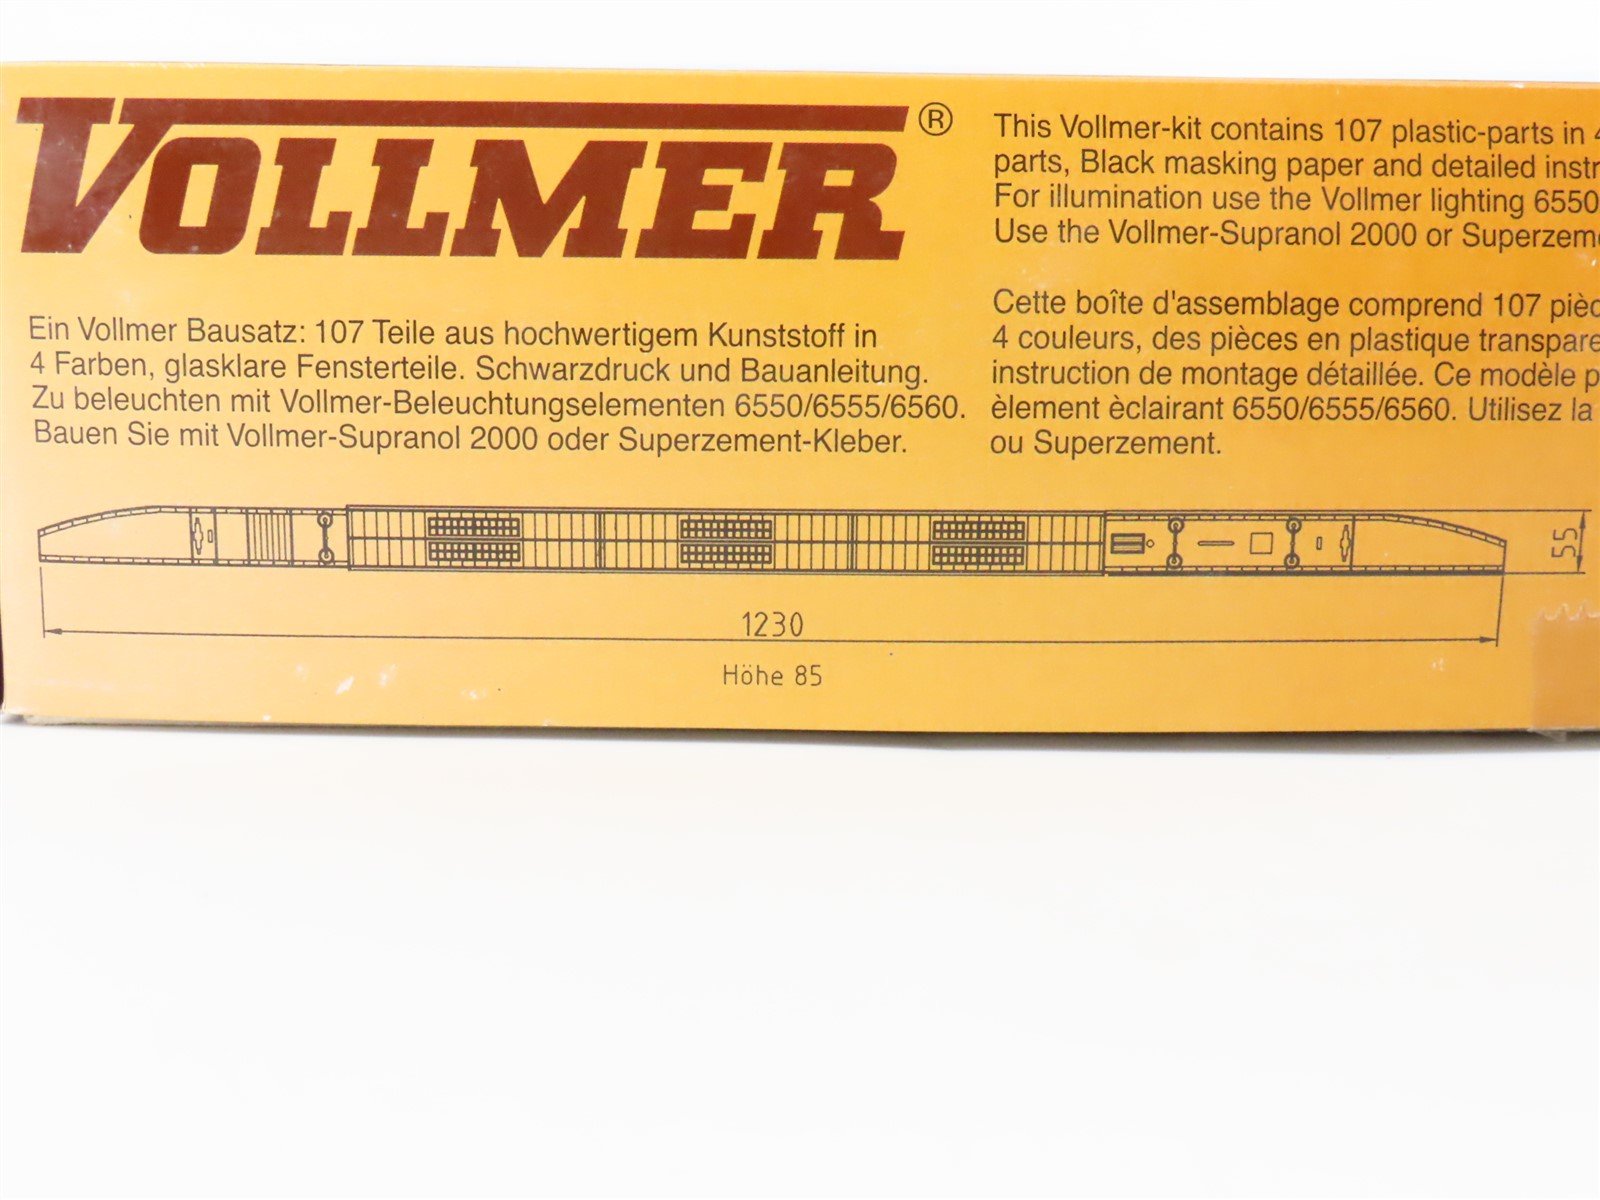 VOLLMER®
Ein Vollmer Bausatz: 107 Teile aus hochwertigem Kunststoff in
4 Farben, glasklare Fensterteile. Schwarzdruck und Bauanleitung.
Zu beleuchten mit Vollmer-Beleuchtungselementen 6550/6555/6560.
Bauen Sie mit Vollmer-Supranol 2000 oder Superzement-Kleber.
This Vollmer-kit contains 107 plastic-parts in 4
parts, Black masking paper and detailed
For illumination use the Vollmer lighting 6550
Use the Vollmer-Supranol 2000 or
Cette boîte d'assemblage comprend 107
4 couleurs, des pièces en plastique
instruction de montage détaillée. Ce modèle
èlement èclairant 6550/6555/6560. Utilisez la
ou Superzement.
55
1230
Höhe 85